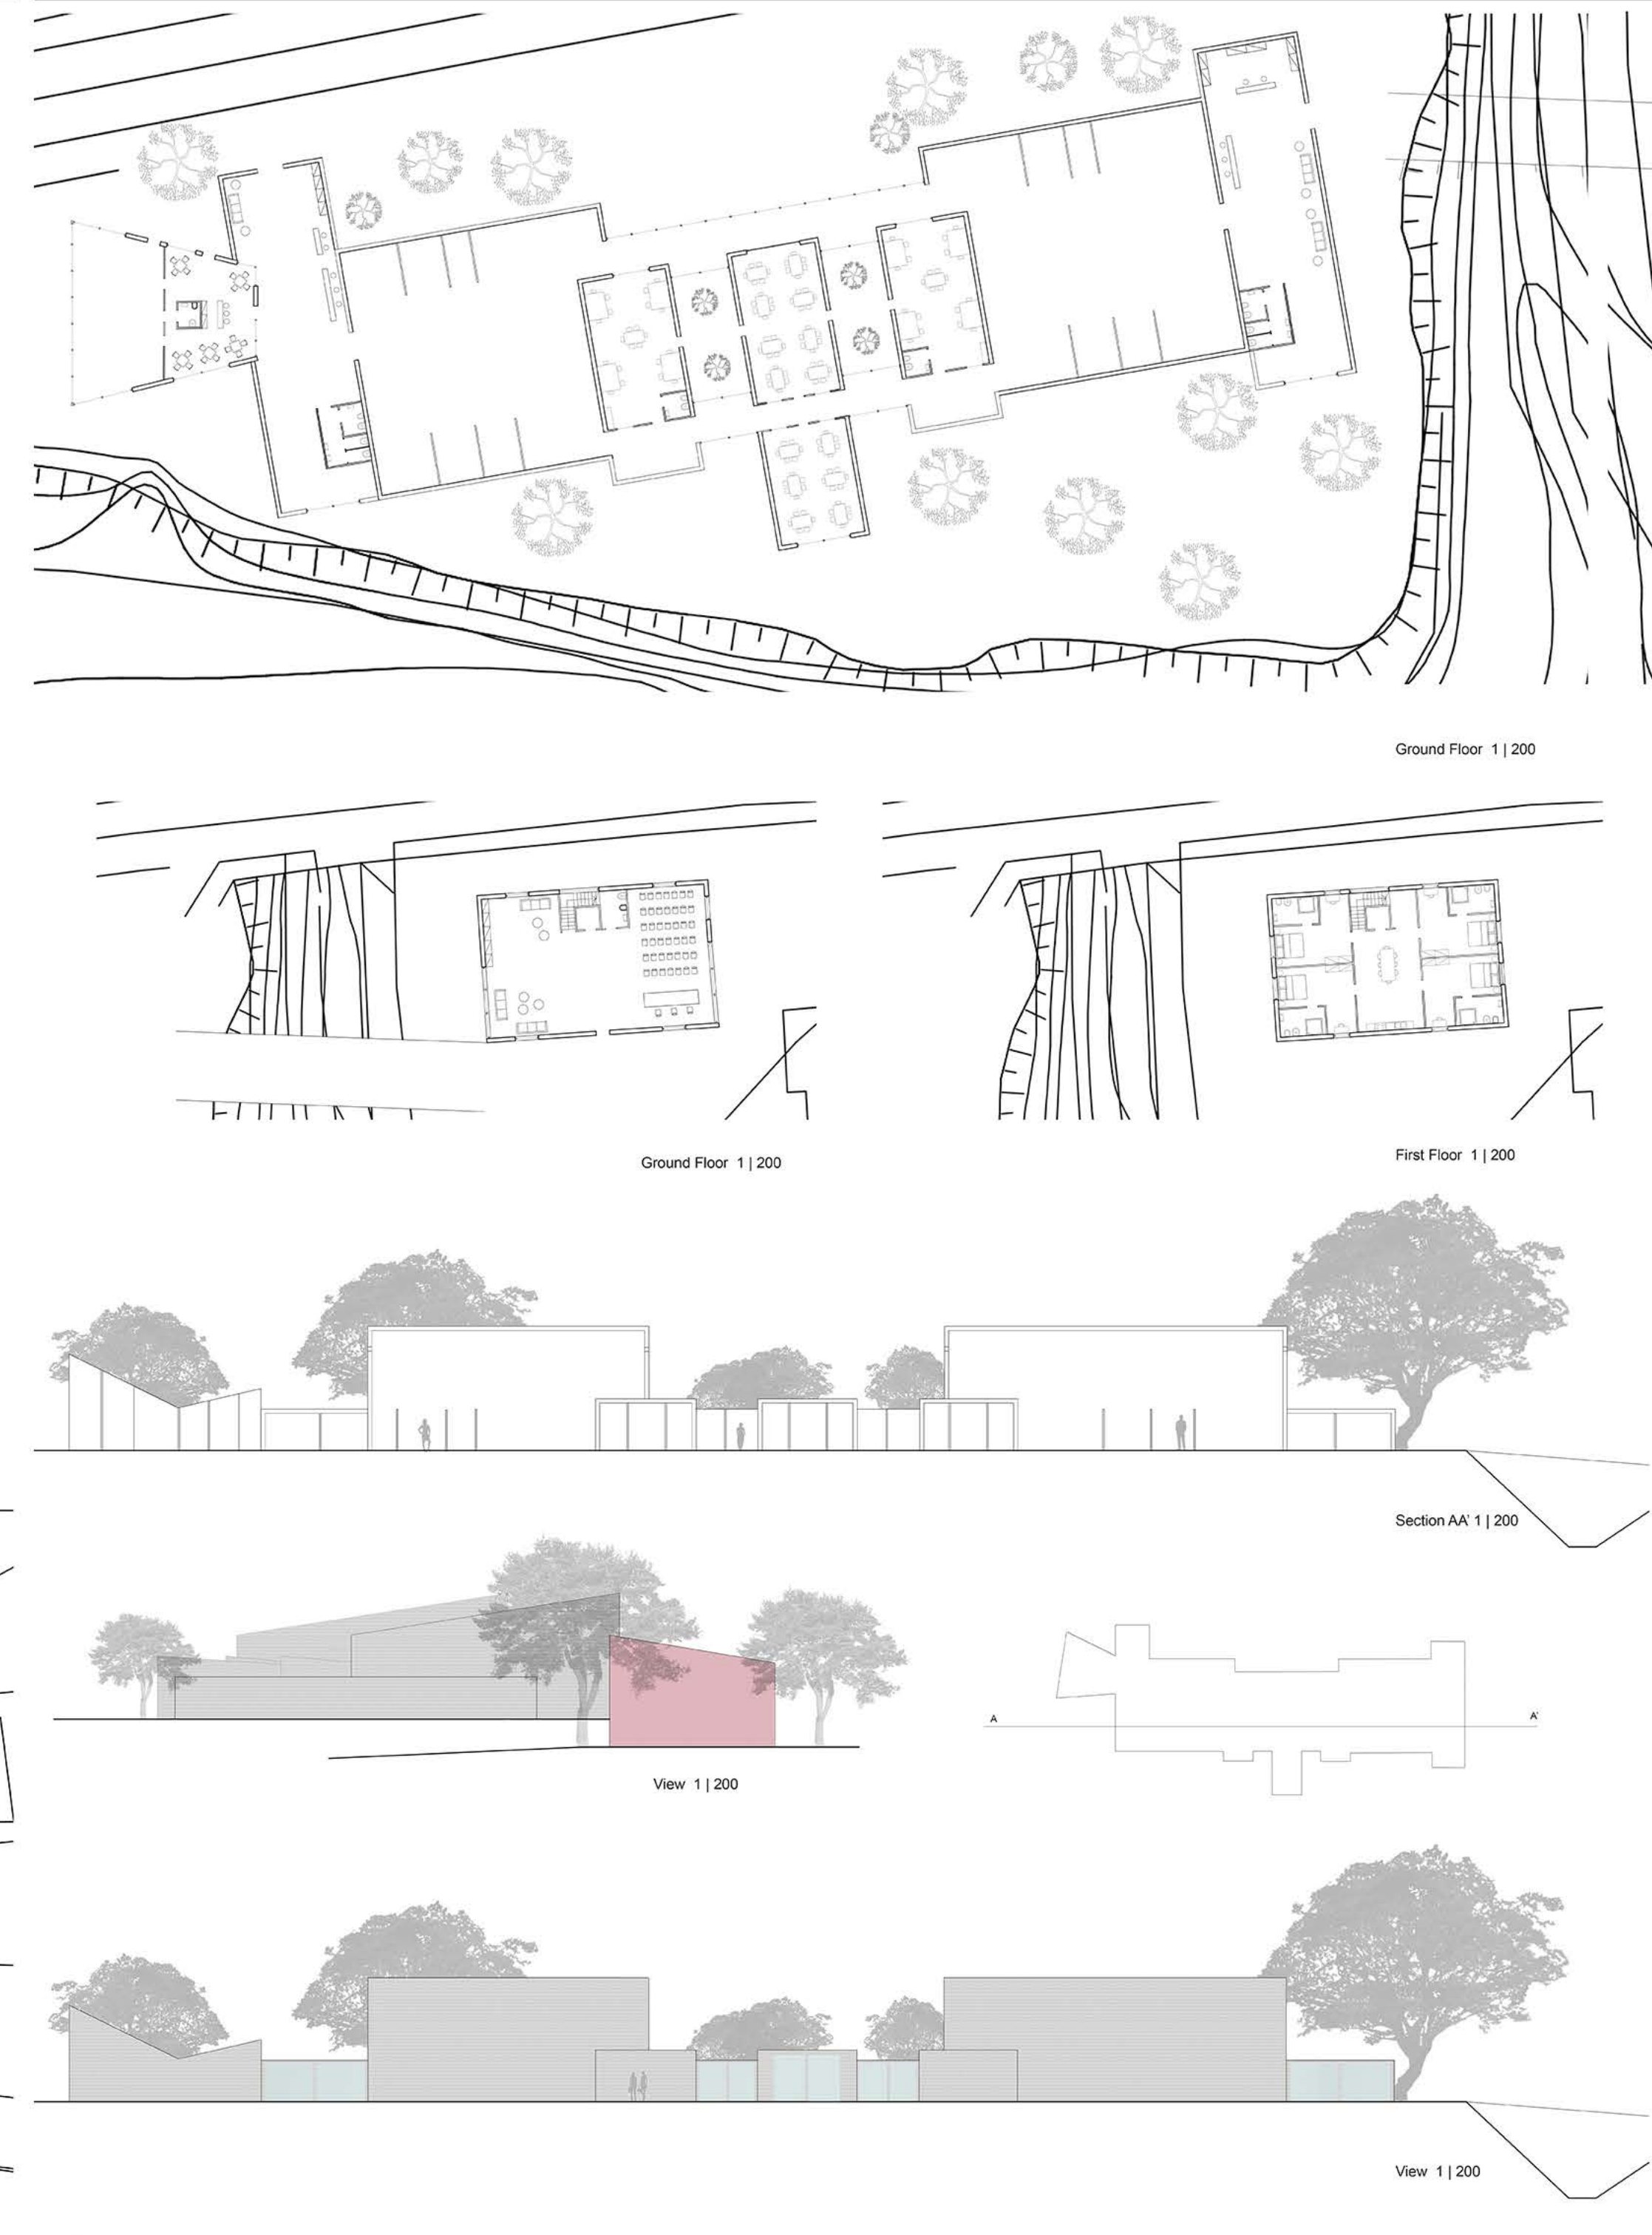 Ground Floor 1 | 200
Ground Floor 1 | 200
First Floor 1 | 200
Section AA' 1 | 200
A
A'
View 1 | 200
View 1 | 200